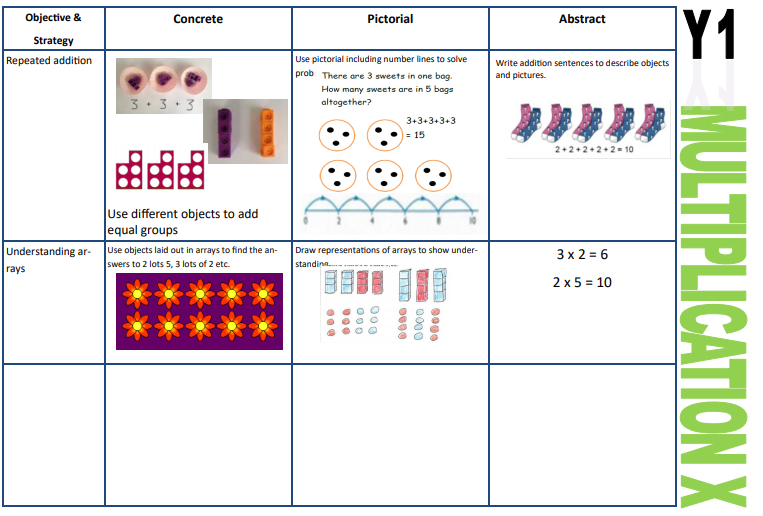 Objective &
Strategy
Concrete
Pictorial
Abstract
Y1
MULTIPLICATION X
Repeated addition
3 + 3 + 3
Use different objects to add
equal groups
Use pictorial including number lines to solve
prob
There are 3 sweets in one bag.
How many sweets are in 5 bags
altogether?
3+3+3+3+3
= 15
0 2 4 6 8 10
Write addition sentences to describe objects
and pictures.
2 + 2 + 2 + 2 + 2 = 10
Understanding ar-
rays
Use objects laid out in arrays to find the an-
swers to 2 lots 5, 3 lots of 2 etc.
Draw representations of arrays to show under-
standing
3 x 2 = 6
2 x 5 = 10